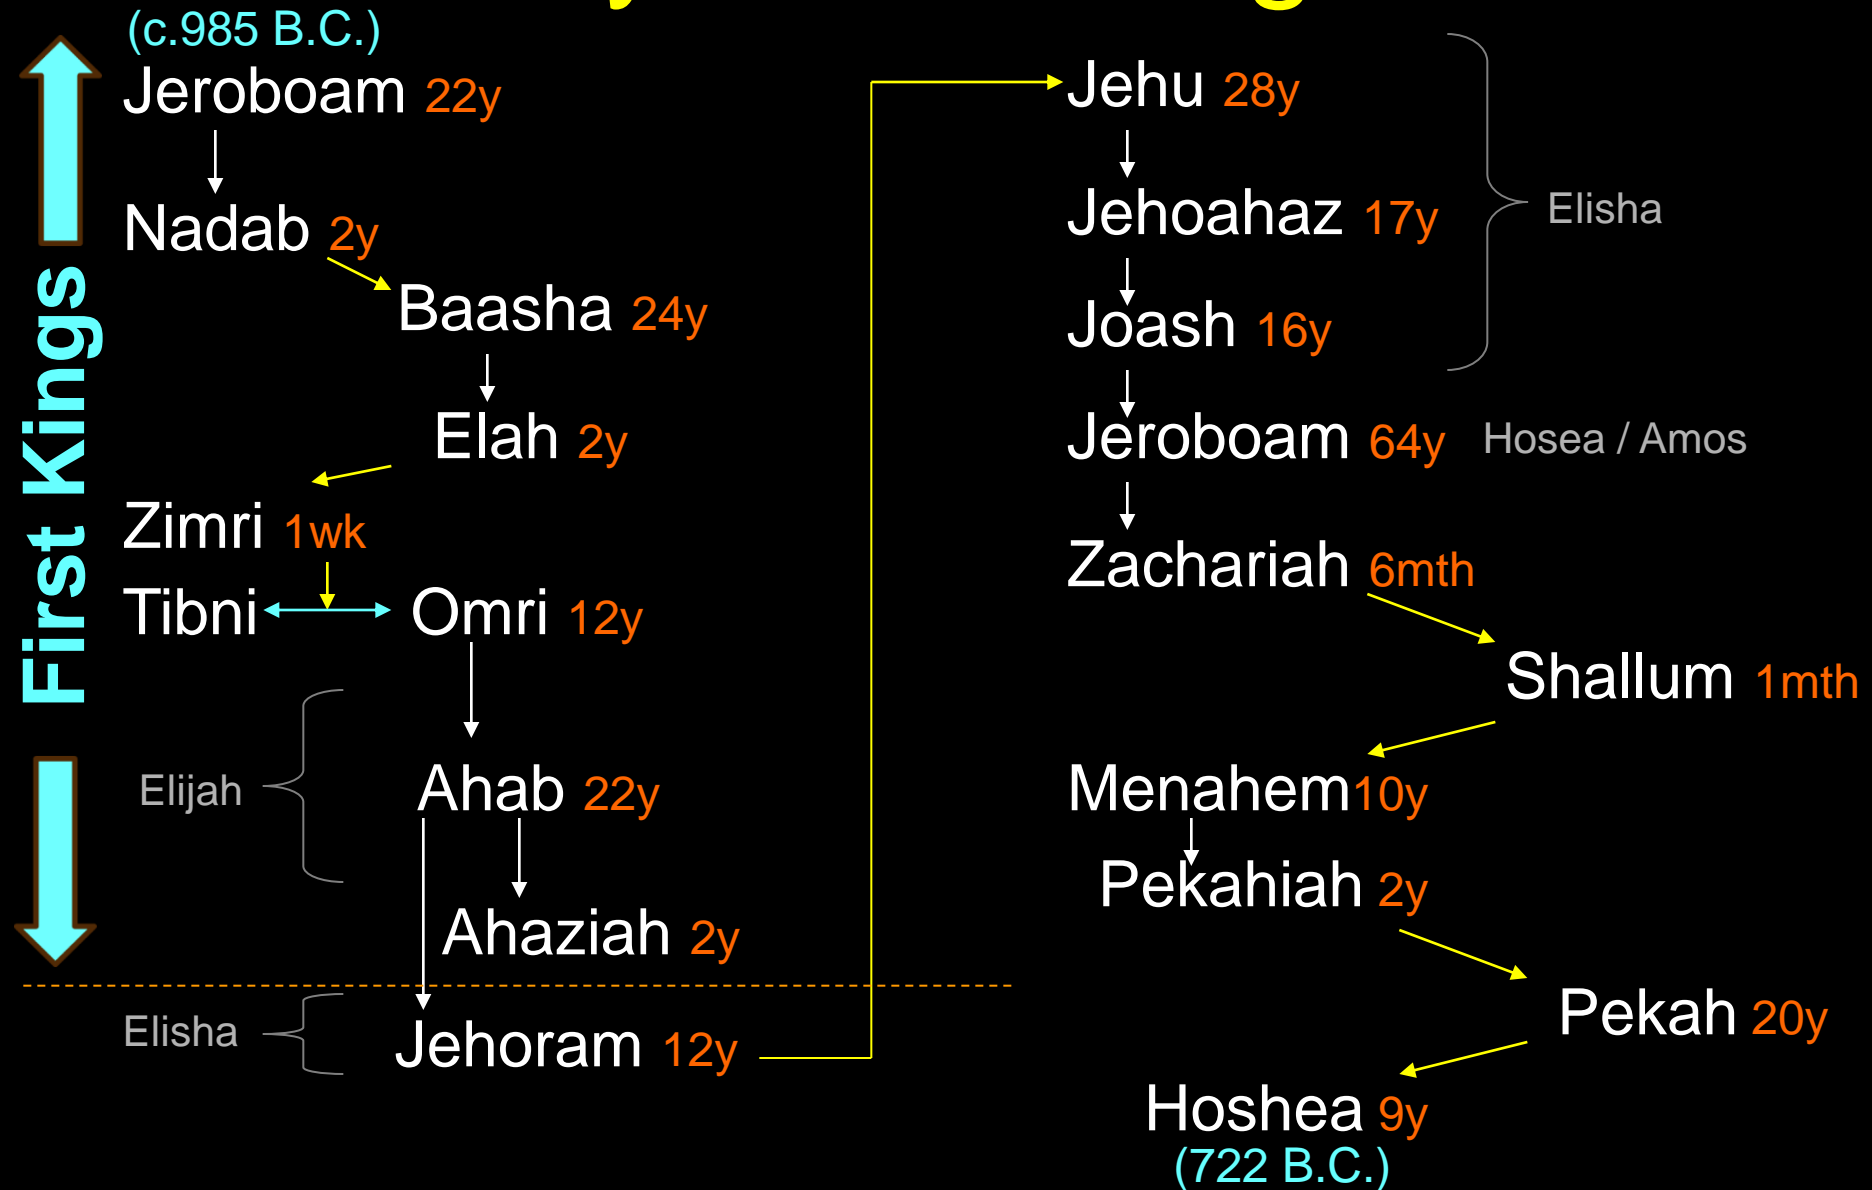 (c.985 B.C.)
Jeroboam 22y
Nadab 2y
Baasha 24y
Elah 2y
Zimri 1wk
Tibni
Omri 12y
Elijah
Ahab 22y
Ahaziah 2y
Elisha
Jehoram 12y
First Kings
Jehu 28y
Jehoahaz 17y
Elisha
Joash 16y
Jeroboam 64y
Hosea / Amos
Zachariah 6mth
Shallum 1mth
Menahem10y
Pekahiah 2y
Pekah 20y
Hoshea 9y
(722 B.C.)